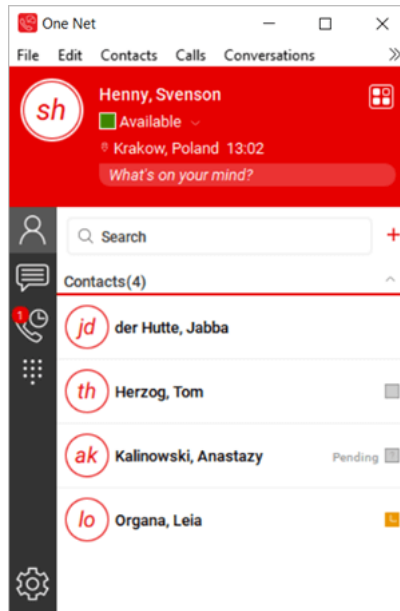 One Net
File Edit Contacts Calls Conversations
sh
Henny, Svenson
Available
Krakow, Poland 13:02
What's on your mind?
Search
Contacts(4)
1
jd der Hutte, Jabba
th Herzog, Tom
ak Kalinowski, Anastazy Pending
lo Organa, Leia